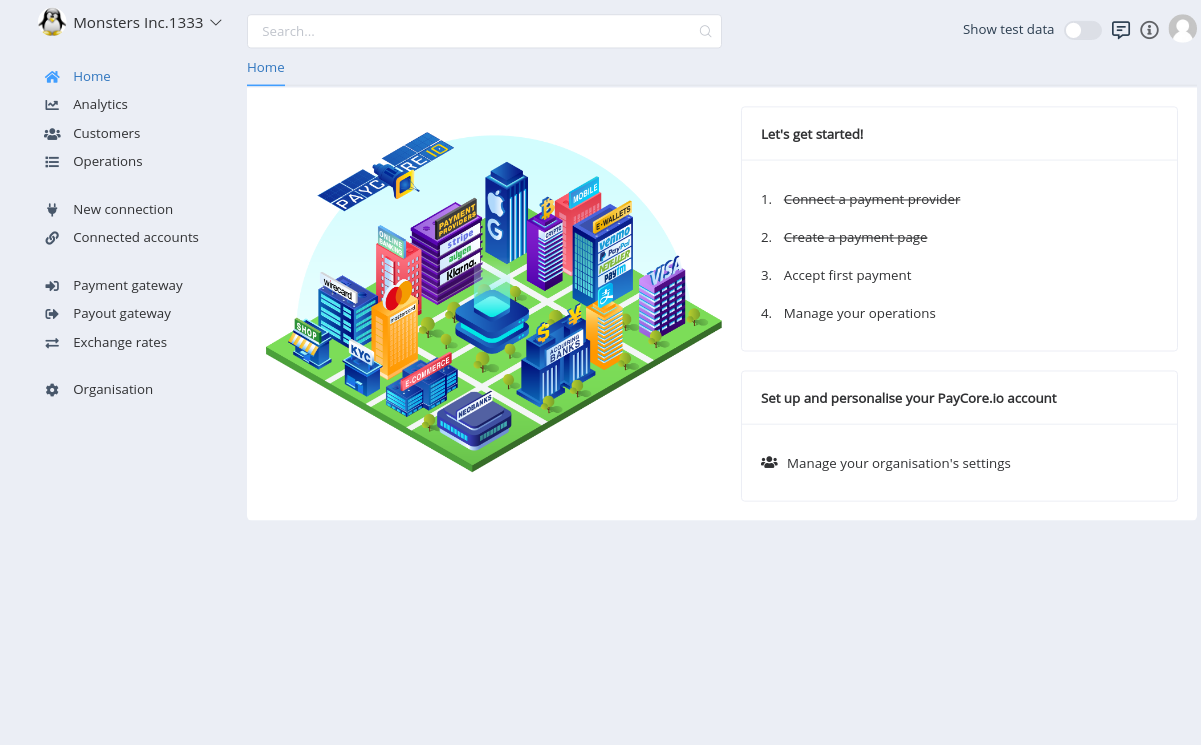 Monsters Inc.1333
Search...
Show test data
Home
Home
Analytics
Customers
Operations
New connection
Connected accounts
Payment gateway
Payout gateway
Exchange rates
Organisation
PAYCORE IO
MOBILE
PAYMENT
PROVIDERS
G
E-WALLETS
ONLINE
BANKING
stripe
adyen
Klarna.
CRYPTO
venmo
PayPal
NETELLER
paytm
VISA
wirecard
mastercard
SHOP
KYC
$
¥
ACQUIRING
BANKS
E-COMMERCE
NEOBANKS
Let's get started!
1. Connect a payment provider
2. Create a payment page
3. Accept first payment
4. Manage your operations
Set up and personalise your PayCore.io account
Manage your organisation's settings